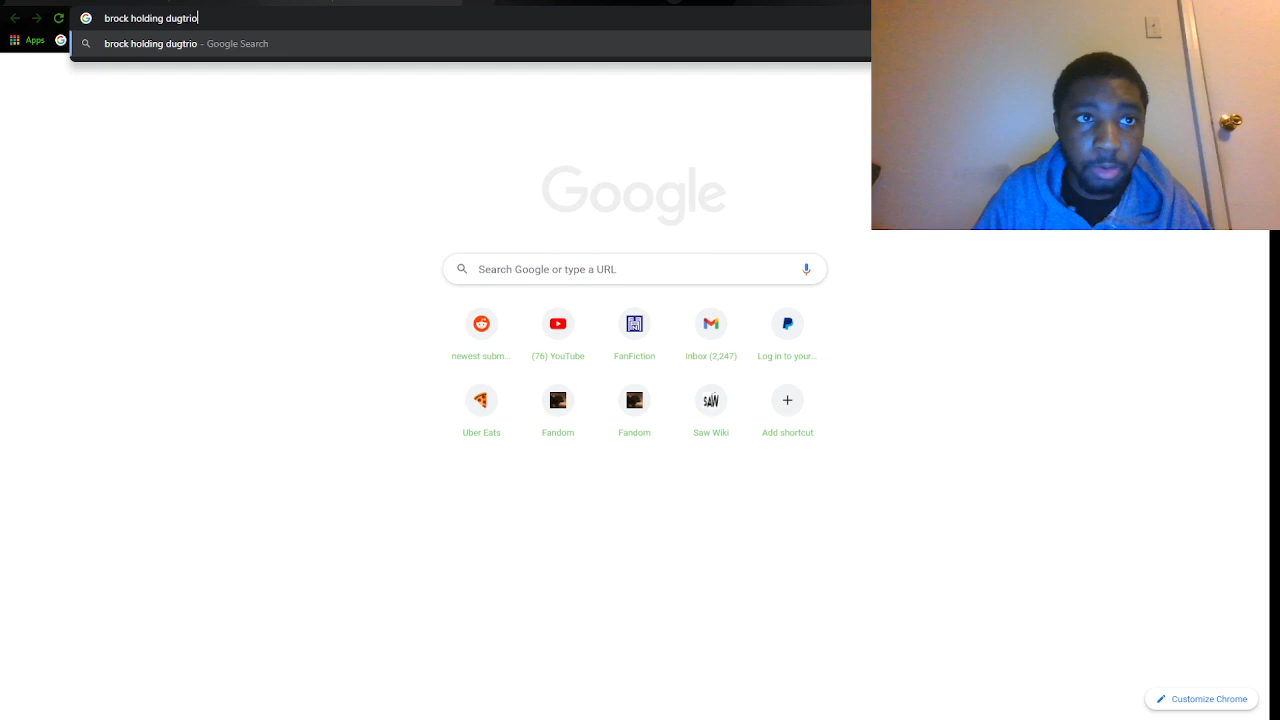 brock holding dugtrio
Apps
brock holding dugtrio - Google Search
Google
Search Google or type a URL
newest subm...
(76) YouTube
FanFiction
Inbox (2,247)
Log in to your...
SAW
Uber Eats
Fandom
Fandom
Saw Wiki
Add shortcut
Customize Chrome